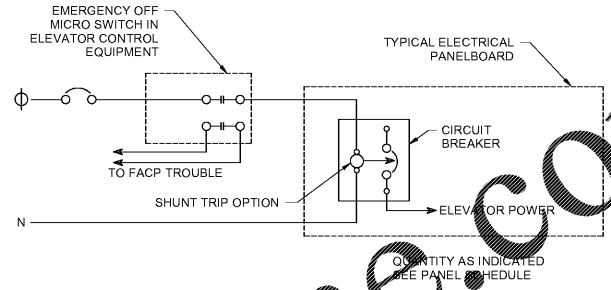 EMERGENCY OFF
MICRO SWITCH IN
ELEVATOR CONTROL
EQUIPMENT
TYPICAL ELECTRICAL
PANELBOARD
CIRCUIT
BREAKER
TO FACP TROUBLE
SHUNT TRIP OPTION
N
ELEVATOR POWER
QUANTITY AS INDICATED
SEE PANEL SCHEDULE
e.co